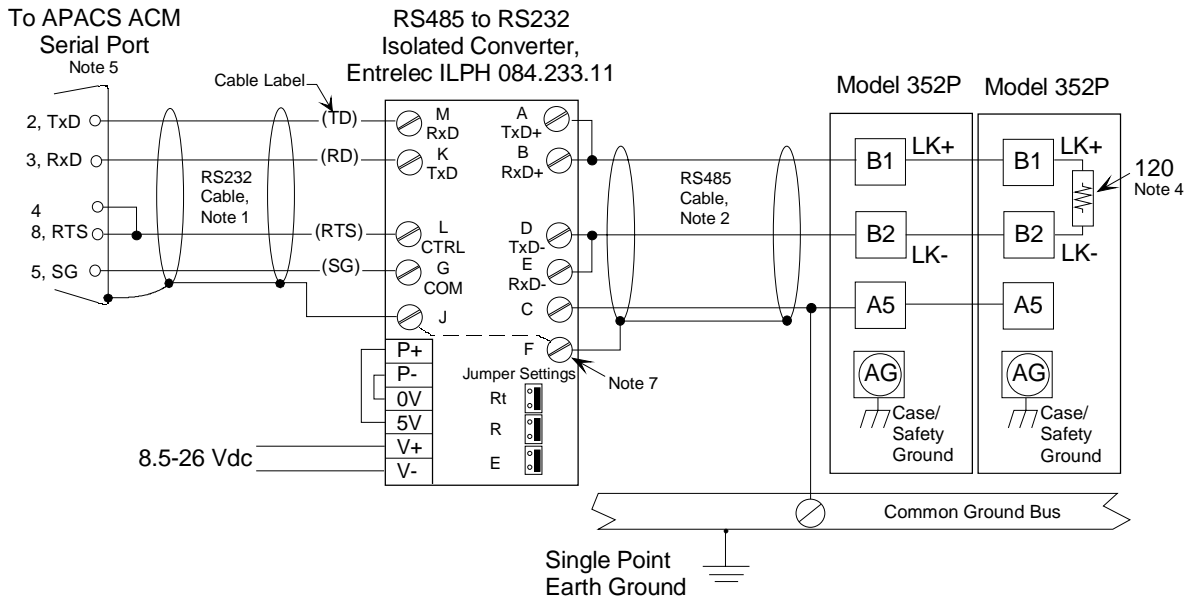 To APACS ACM
Serial Port
Note 5
RS485 to RS232
Isolated Converter,
Entrelec ILPH 084.233.11
Cable Label
Model 352P
Model 352P
2, TxD
(TD)
M
RxD
A
TxD+
3, RxD
(RD)
K
TxD
B
RxD+
RS232
Cable,
Note 1
RS485
Cable,
Note 2
B1
LK+
B1
LK+
120
Note 4
4
8, RTS
(RTS)
L
CTRL
D
TxD-
B2
LK-
B2
LK-
5, SG
(SG)
G
COM
E
RxD-
J
C
A5
A5
F
Note 7
P+
P-
0V
5V
V+
V-
Jumper Settings
Rt
R
E
8.5-26 Vdc
AG
Case/
Safety
Ground
AG
Case/
Safety
Ground
Common Ground Bus
Single Point
Earth Ground